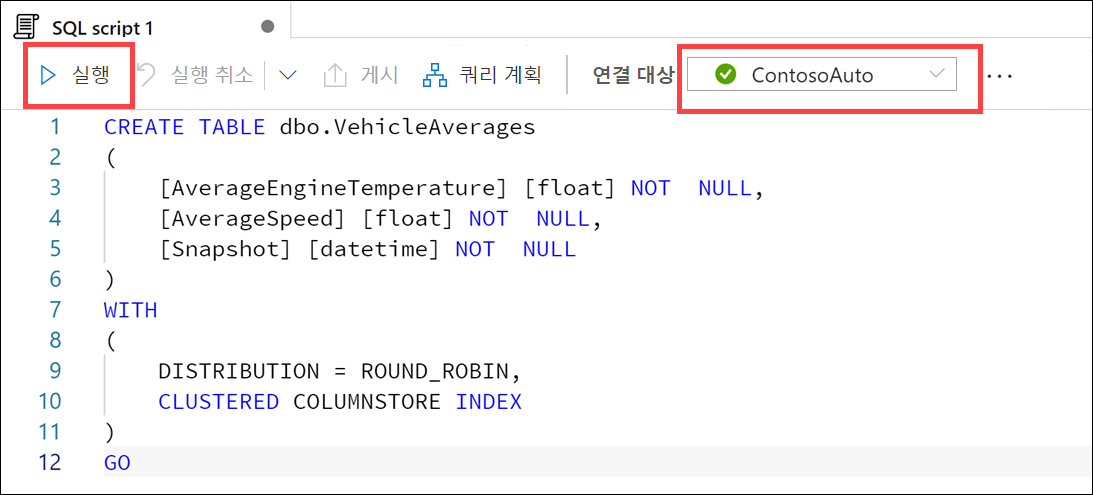 SQL script 1
실행 실행 취소 게시 쿼리 계획 연결 대상 ContosoAuto ...
1 CREATE TABLE dbo.VehicleAverages
2 (
3 [AverageEngineTemperature] [float] NOT  NULL,
4 [AverageSpeed] [float] NOT  NULL,
5 [Snapshot] [datetime] NOT  NULL
6 )
7 WITH
8 (
9 DISTRIBUTION = ROUND_ROBIN,
10 CLUSTERED COLUMNSTORE INDEX
11 )
12 GO